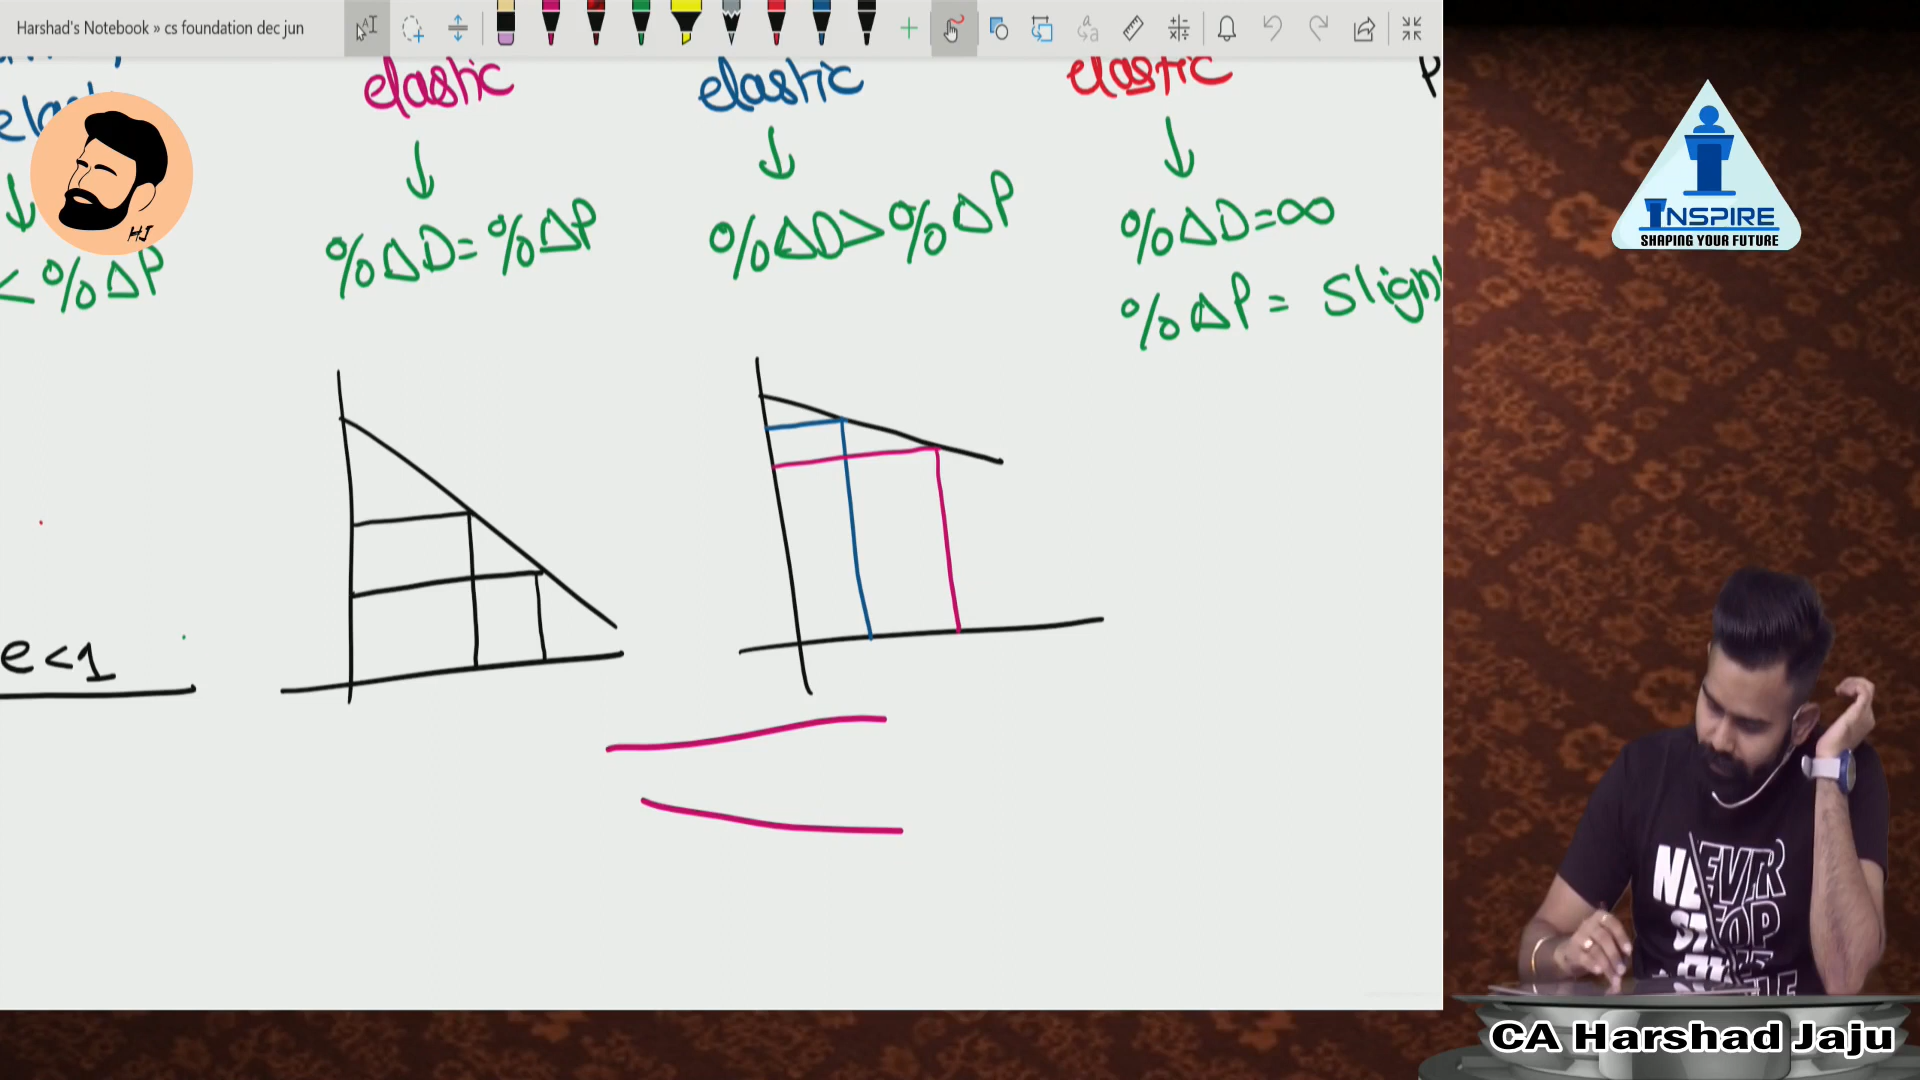 Harshad's Notebook » cs foundation dec jun
elastic
elastic
elastic
P
HJ
< %ΔP
%ΔD = %ΔP
%ΔD > %ΔP
%ΔD = ∞
%ΔP = Sligh
e < 1
INSPIRE
SHAPING YOUR FUTURE
NEVER
STOP
CA Harshad Jaju